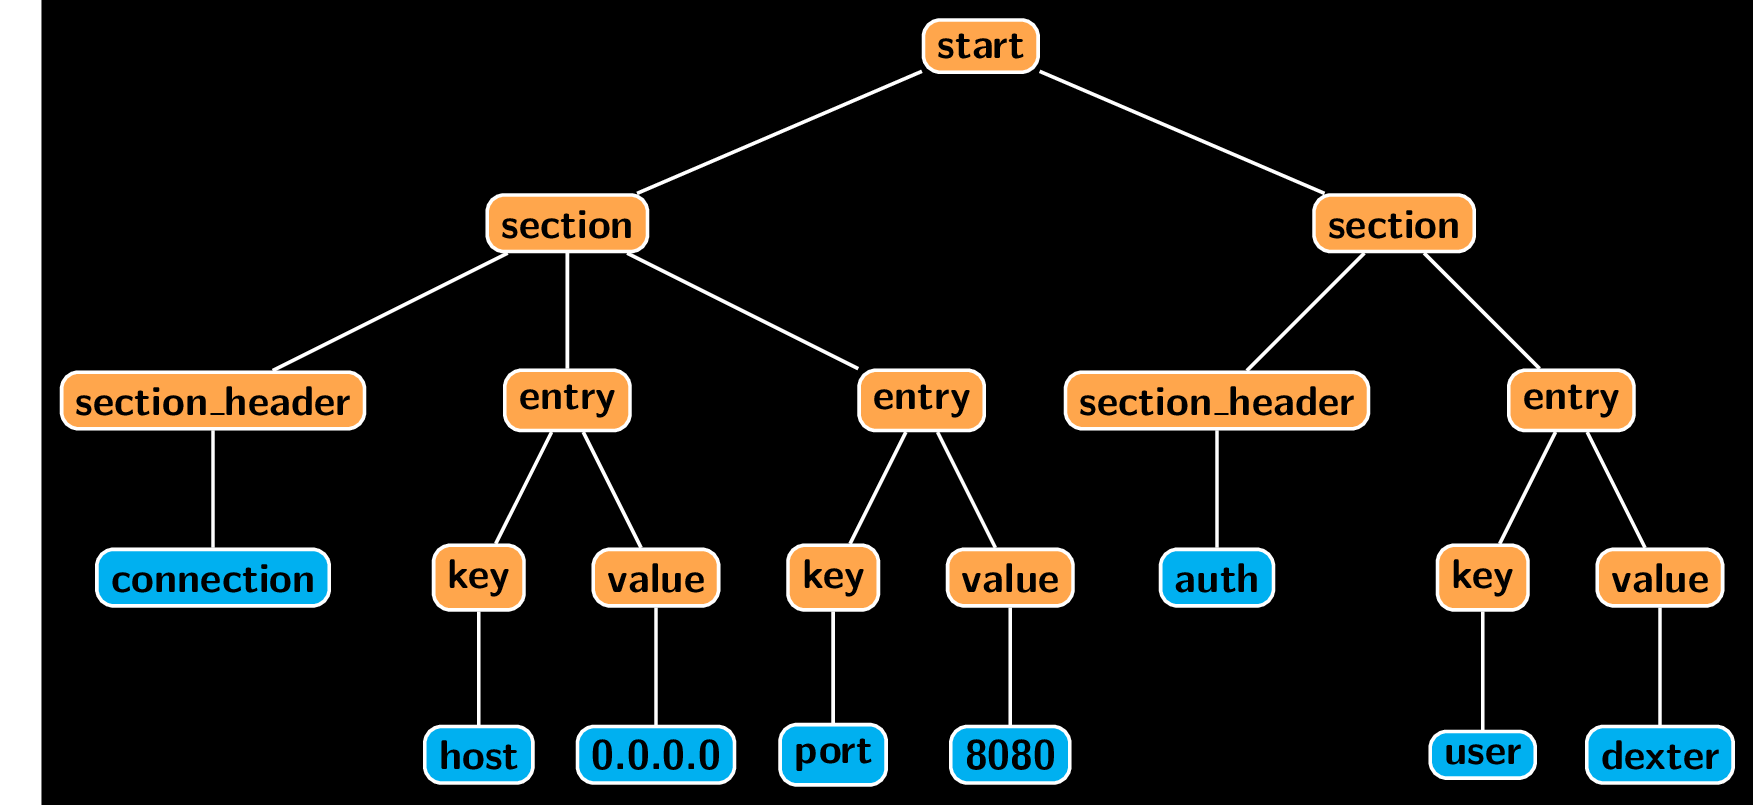 start
section
section
section_header
entry
entry
section_header
entry
connection
key
value
key
value
auth
key
value
host
0.0.0.0
port
8080
user
dexter